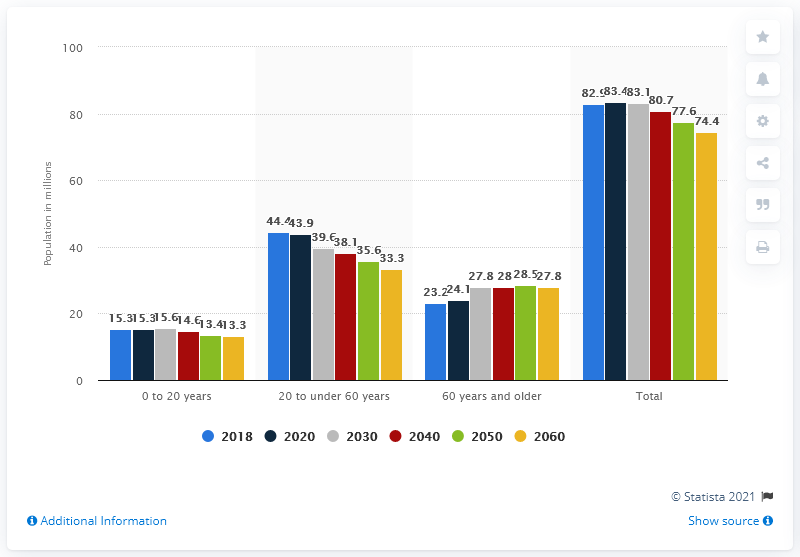 100
80
60
40
20
0
Population in millions
15.3 15.3 15.6 14.6 13.4 13.3
44.4 43.9 39.6 38.1 35.6 33.3
23.2 24.1 27.8 28 28.5 27.8
82.9 83.4 83.1 80.7 77.6 74.4
0 to 20 years 20 to under 60 years 60 years and older Total
2018 2020 2030 2040 2050 2060
© Statista 2021
Additional Information Show source